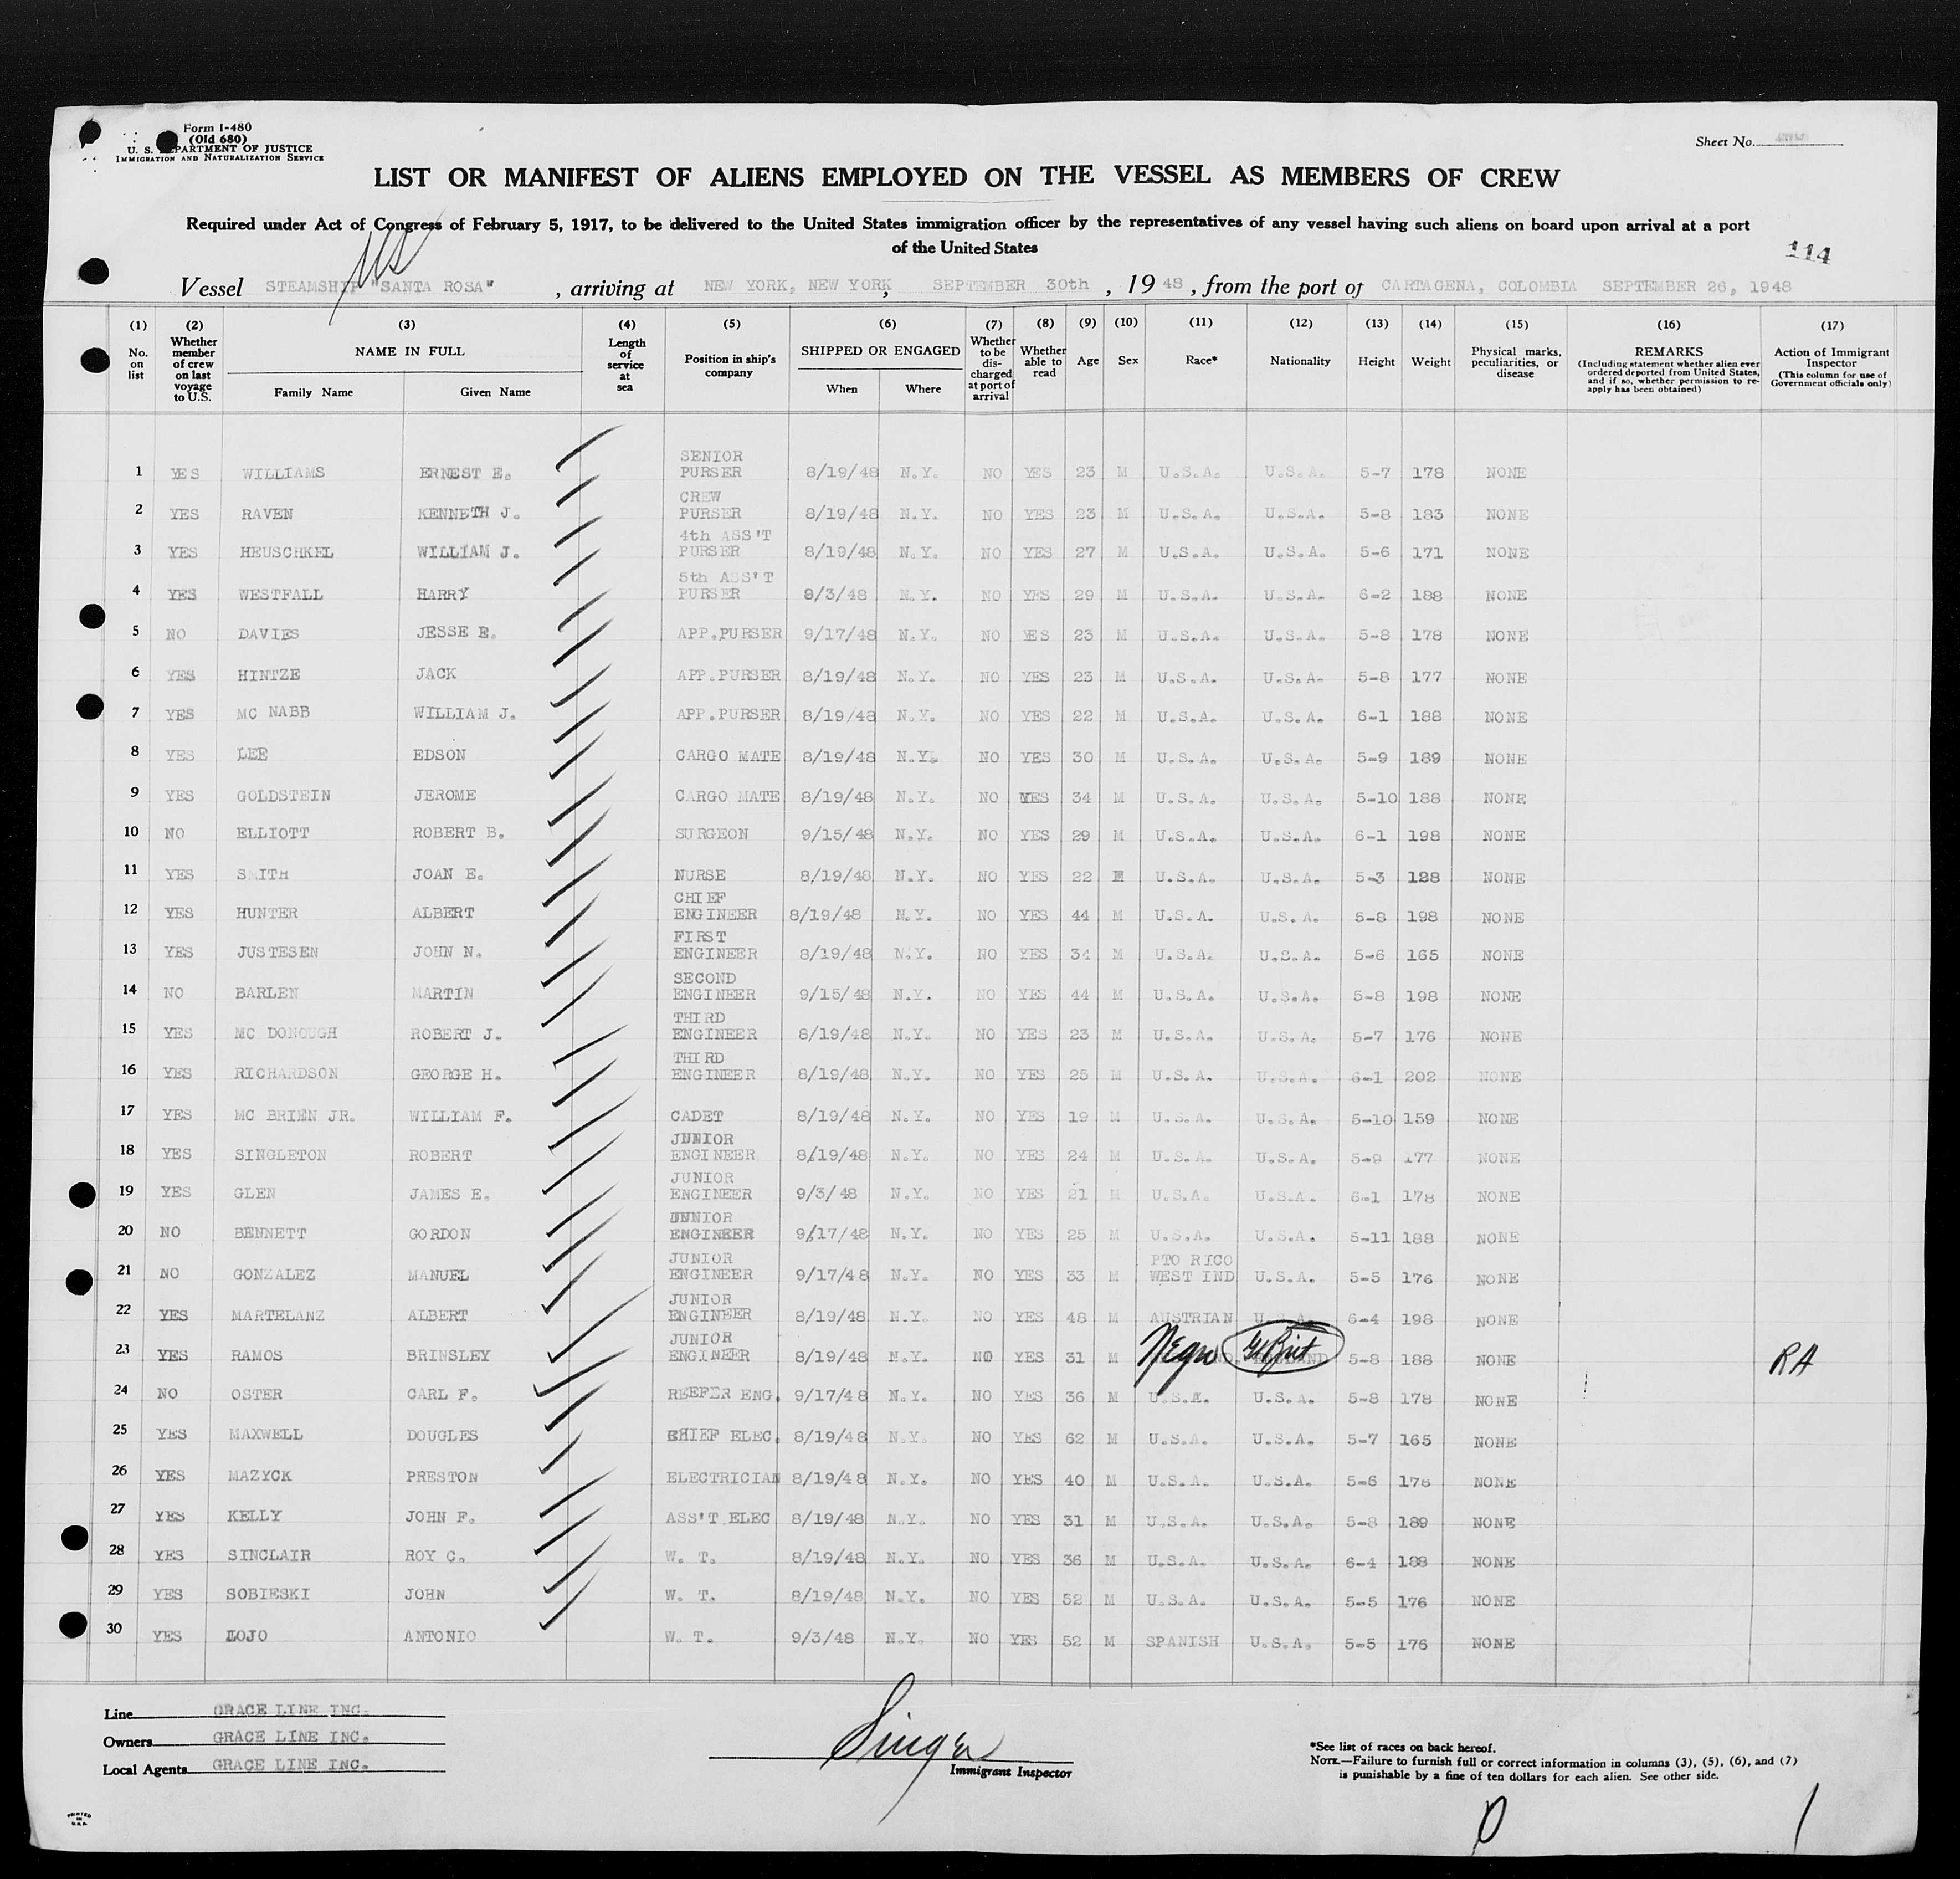 Form I-480
(Old 680)
U. S. DEPARTMENT OF JUSTICE
IMMIGRATION AND NATURALIZATION SERVICE
Sheet No.
LIST OR MANIFEST OF ALIENS EMPLOYED ON THE VESSEL AS MEMBERS OF CREW
Required under Act of Congress of February 5, 1917, to be delivered to the United States immigration officer by the representatives of any vessel having such aliens on board upon arrival at a port
of the United States
114
US
Vessel STEAMSHIP "SANTA ROSA", arriving at NEW YORK, NEW YORK, SEPTEMBER 30th, 1948, from the port of CARTAGENA, COLOMBIA SEPTEMBER 26, 1948
(1) No. on list
(2) Whether member of crew on last voyage to U.S.
(3) NAME IN FULL
Family Name Given Name
(4) Length of service at sea
(5) Position in ship's company
(6) SHIPPED OR ENGAGED
When Where
(7) Whether to be discharged at port of arrival
(8) Whether able to read
(9) Age
(10) Sex
(11) Race*
(12) Nationality
(13) Height
(14) Weight
(15) Physical marks, peculiarities, or disease
(16) REMARKS (Including statement whether alien ever ordered deported from United States, and if so, whether permission to reapply has been obtained)
(17) Action of Immigrant Inspector (This column for use of Government officials only)
1 YES WILLIAMS ERNEST E. SENIOR PURSER 8/19/48 N.Y. NO YES 23 M U.S.A. U.S.A. 5-7 178 NONE
2 YES RAVEN KENNETH J. CREW PURSER 8/19/48 N.Y. NO YES 23 M U.S.A. U.S.A. 5-8 183 NONE
3 YES HEUSCHKEL WILLIAM J. 4th ASS'T PURSER 8/19/48 N.Y. NO YES 27 M U.S.A. U.S.A. 5-6 171 NONE
4 YES WESTFALL HARRY 5th ASS'T PURSER 8/3/48 N.Y. NO YES 29 M U.S.A. U.S.A. 6-2 188 NONE
5 NO DAVIES JESSE E. APP.PURSER 9/17/48 N.Y. NO YES 23 M U.S.A. U.S.A. 5-8 178 NONE
6 YES HINTZE JACK APP.PURSER 8/19/48 N.Y. NO YES 23 M U.S.A. U.S.A. 5-8 177 NONE
7 YES MC NABB WILLIAM J. APP.PURSER 8/19/48 N.Y. NO YES 22 M U.S.A. U.S.A. 6-1 188 NONE
8 YES LEE EDSON CARGO MATE 8/19/48 N.Y. NO YES 30 M U.S.A. U.S.A. 5-9 189 NONE
9 YES GOLDSTEIN JEROME CARGO MATE 8/19/48 N.Y. NO YES 34 M U.S.A. U.S.A. 5-10 188 NONE
10 NO ELLIOTT ROBERT B. SURGEON 9/15/48 N.Y. NO YES 29 M U.S.A. U.S.A. 6-1 198 NONE
11 YES SMITH JOAN E. NURSE 8/19/48 N.Y. NO YES 22 F U.S.A. U.S.A. 5-3 128 NONE
12 YES HUNTER ALBERT CHIEF ENGINEER 8/19/48 N.Y. NO YES 44 M U.S.A. U.S.A. 5-8 198 NONE
13 YES JUSTESEN JOHN N. FIRST ENGINEER 8/19/48 N.Y. NO YES 34 M U.S.A. U.S.A. 5-6 165 NONE
14 NO BARLEN MARTIN SECOND ENGINEER 9/15/48 N.Y. NO YES 44 M U.S.A. U.S.A. 5-8 198 NONE
15 YES MC DONOUGH ROBERT J. THIRD ENGINEER 8/19/48 N.Y. NO YES 23 M U.S.A. U.S.A. 5-7 176 NONE
16 YES RICHARDSON GEORGE H. THIRD ENGINEER 8/19/48 N.Y. NO YES 25 M U.S.A. U.S.A. 6-1 202 NONE
17 YES MC BRIEN JR. WILLIAM F. CADET 8/19/48 N.Y. NO YES 19 M U.S.A. U.S.A. 5-10 159 NONE
18 YES SINGLETON ROBERT JUNIOR ENGINEER 8/19/48 N.Y. NO YES 24 M U.S.A. U.S.A. 5-9 177 NONE
19 YES GLEN JAMES E. JUNIOR ENGINEER 9/3/48 N.Y. NO YES 21 M U.S.A. U.S.A. 6-1 178 NONE
20 NO BENNETT GORDON JUNIOR ENGINEER 9/17/48 N.Y. NO YES 25 M U.S.A. U.S.A. 5-11 188 NONE
21 NO GONZALEZ MANUEL JUNIOR ENGINEER 9/17/48 N.Y. NO YES 33 M PTO RICO WEST IND U.S.A. 5-5 176 NONE
22 YES MARTELANZ ALBERT JUNIOR ENGINEER 8/19/48 N.Y. NO YES 48 M AUSTRIAN U.S.A. 6-4 198 NONE
23 YES RAMOS BRINSLEY JUNIOR ENGINEER 8/19/48 N.Y. NO YES 31 M Negro Gt Brit 5-8 188 NONE RA
24 NO OSTER CARL F. REEFER ENG. 9/17/48 N.Y. NO YES 36 M U.S.A. U.S.A. 5-8 178 NONE
25 YES MAXWELL DOUGLES CHIEF ELEC. 8/19/48 N.Y. NO YES 62 M U.S.A. U.S.A. 5-7 165 NONE
26 YES MAZYCK PRESTON ELECTRICIAN 8/19/48 N.Y. NO YES 40 M U.S.A. U.S.A. 5-6 178 NONE
27 YES KELLY JOHN F. ASS'T ELEC 8/19/48 N.Y. NO YES 31 M U.S.A. U.S.A. 5-8 189 NONE
28 YES SINCLAIR ROY C. W. T. 8/19/48 N.Y. NO YES 36 M U.S.A. U.S.A. 6-4 188 NONE
29 YES SOBIESKI JOHN W. T. 8/19/48 N.Y. NO YES 52 M U.S.A. U.S.A. 5-5 176 NONE
30 YES LOJO ANTONIO W. T. 9/3/48 N.Y. NO YES 52 M SPANISH U.S.A. 5-5 176 NONE
Line GRACE LINE INC.
Owners GRACE LINE INC.
Local Agents GRACE LINE INC.
Singer
Immigrant Inspector
*See list of races on back hereof.
NOTE.—Failure to furnish full or correct information in columns (3), (5), (6), and (7)
is punishable by a fine of ten dollars for each alien. See other side.
0 1
PRINTED
IN
U.S.A.